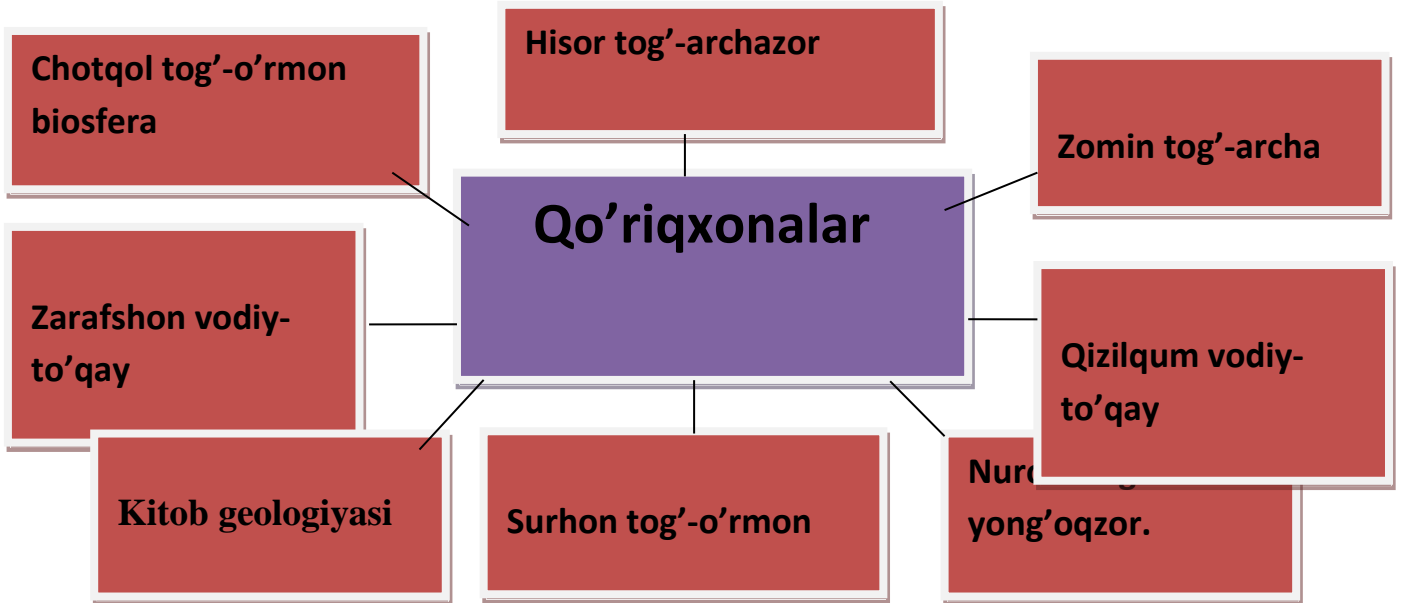 Hisor tog’-archazor
Chotqol tog’-o’rmon
biosfera
Zomin tog’-archa
Qo’riqxonalar
Zarafshon vodiy-
to’qay
Qizilqum vodiy-
to’qay
Kitob geologiyasi
Surhon tog’-o’rmon
yong’oqzor.